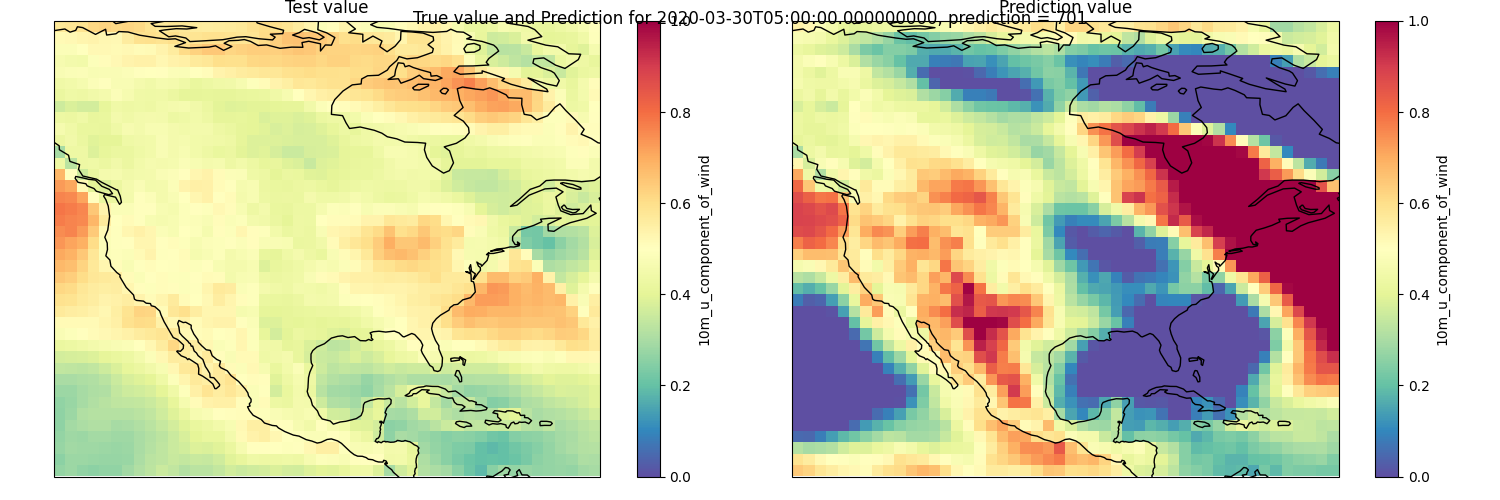 Test value
True value and Prediction for 2020-03-30T05:00:00.000000000, prediction = 701
Prediction value
1.0
0.8
0.6
0.4
0.2
0.0
10m_u_component_of_wind
1.0
0.8
0.6
0.4
0.2
0.0
10m_u_component_of_wind